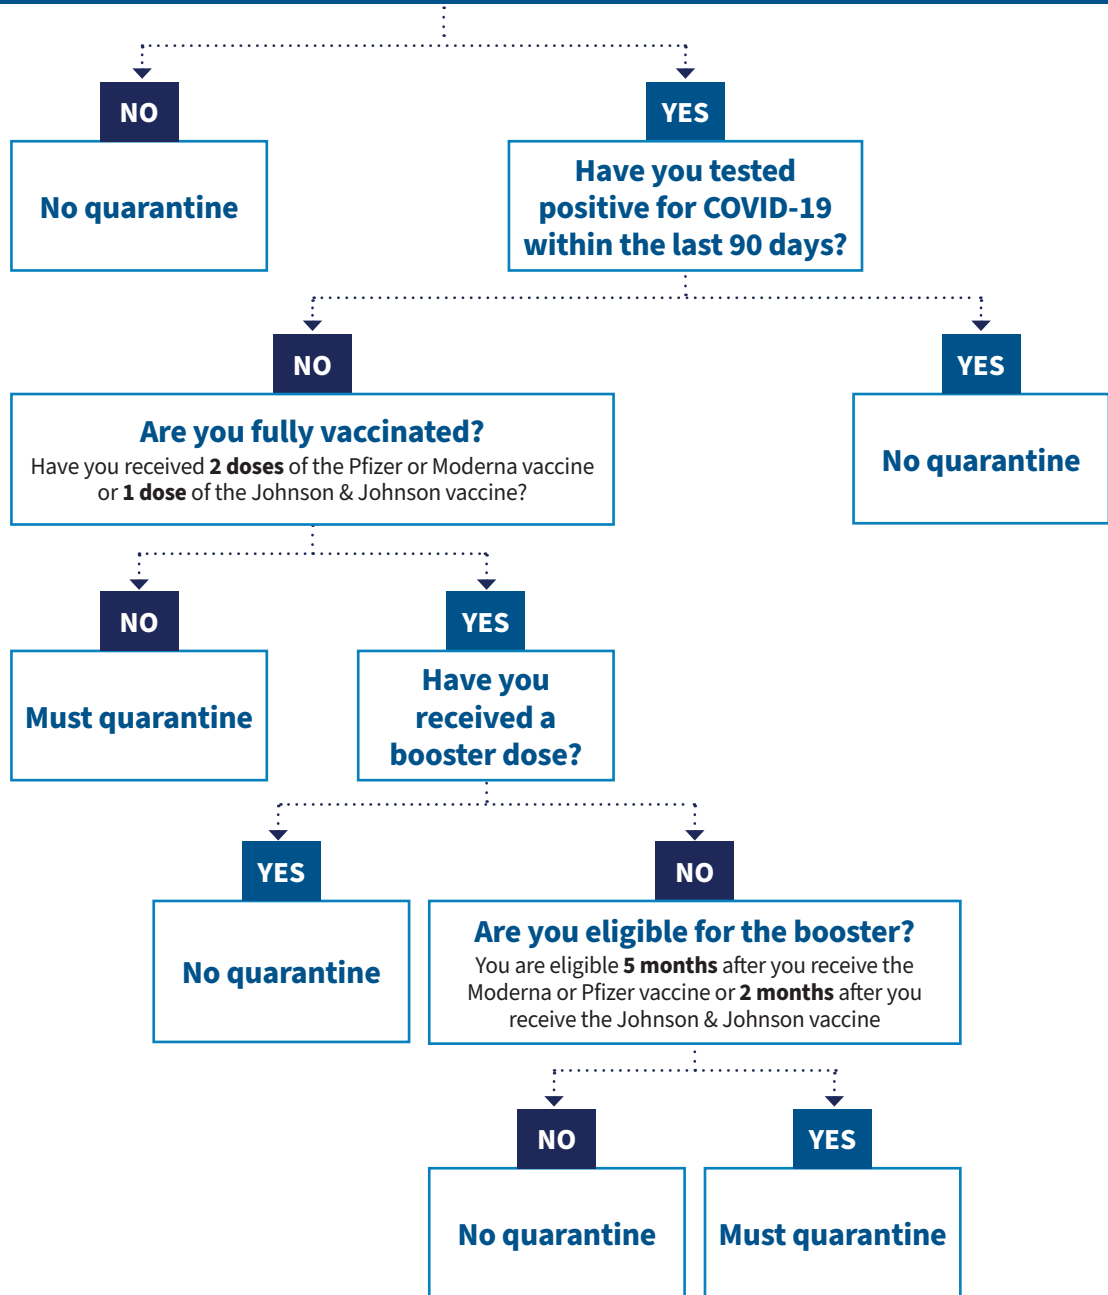 NO
YES
No quarantine
Have you tested
positive for COVID-19
within the last 90 days?
NO
YES
Are you fully vaccinated?
Have you received 2 doses of the Pfizer or Moderna vaccine
or 1 dose of the Johnson & Johnson vaccine?
No quarantine
NO
YES
Must quarantine
Have you
received a
booster dose?
YES
NO
No quarantine
Are you eligible for the booster?
You are eligible 5 months after you receive the
Moderna or Pfizer vaccine or 2 months after you
receive the Johnson & Johnson vaccine
NO
YES
No quarantine
Must quarantine